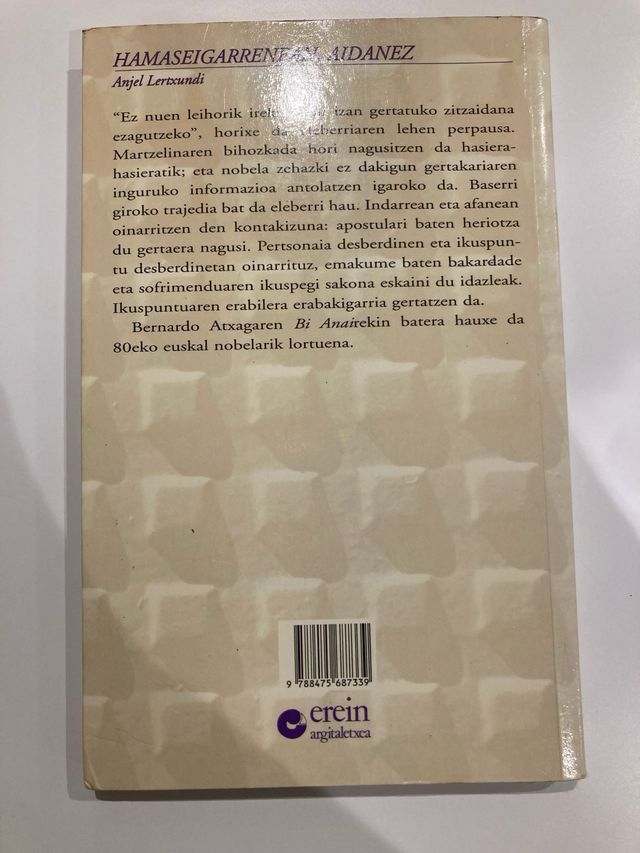 HAMASEIGARRENEAN, AIDANEZ
Anjel Lertxundi
“Ez nuen leihorik izan gertatuko zitzaidana
ezagutzeko”, horixe da eleberriaren lehen perpausa.
Martzelinaren bihozkada hori nagusitzen da hasiera-
hasieratik; eta nobela zehazki ez dakigun gertakariaren
inguruko informazioa antolatzen igaroko da. Baserri
giroko trajedia bat da eleberri hau. Indarrean eta afanean
oinarritzen den kontakizuna: apostulari baten heriotza
du gertaera nagusi. Pertsonaia desberdinen eta ikuspun-
tu desberdinetan oinarrituz, emakume baten bakardade
eta sofrimenduaren ikuspegi sakona eskaini du idazleak.
Ikuspuntuaren erabilera erabakigarria gertatzen da.
Bernardo Atxagaren Bi Anairekin batera hauxe da
80eko euskal nobelarik lortuena.
9 788475 687339
erein
argitaletxea